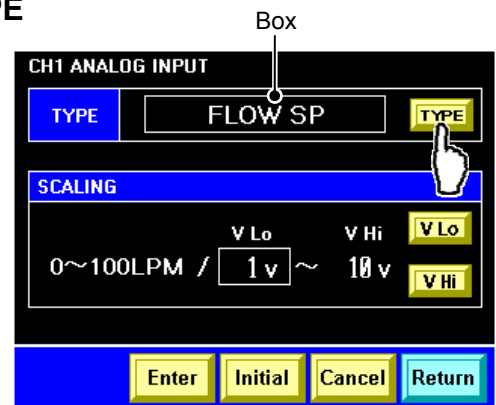 PE
Box
CH1 ANALOG INPUT
TYPE FLOW SP TYPE
SCALING
V Lo V Hi V Lo
0~100LPM / 1 v ~ 10 v
V Hi
Enter Initial Cancel Return